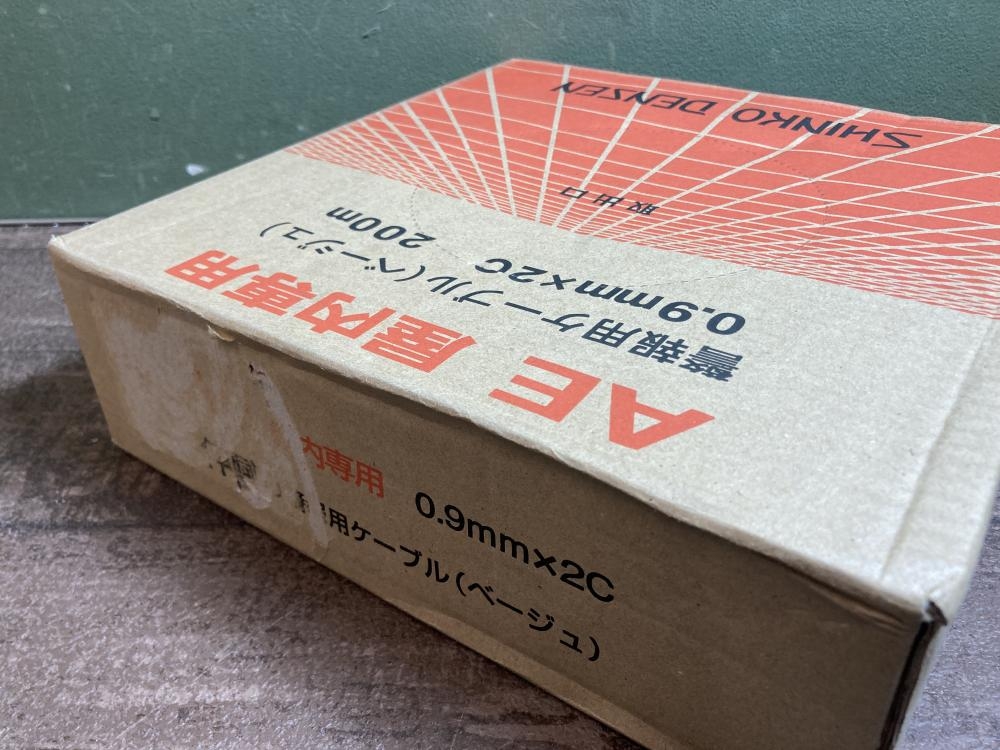 AE 屋内専用
警報用ケーブル(ベージュ)
0.9mm×2C 200m
取出口
SHINKO DENSEN
内専用 0.9mm×2C
用ケーブル(ベージュ)